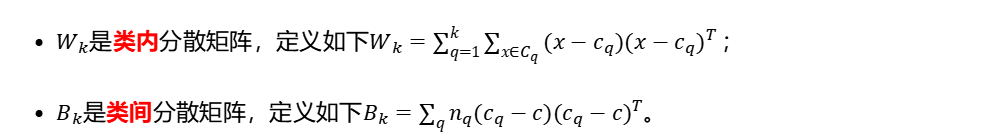 • W_k是类内分散矩阵，定义如下W_k = ∑_{q=1}^{k} ∑_{x∈C_q} (x − c_q)(x − c_q)^T；
• B_k是类间分散矩阵，定义如下B_k = ∑_q n_q(c_q − c)(c_q − c)^T。